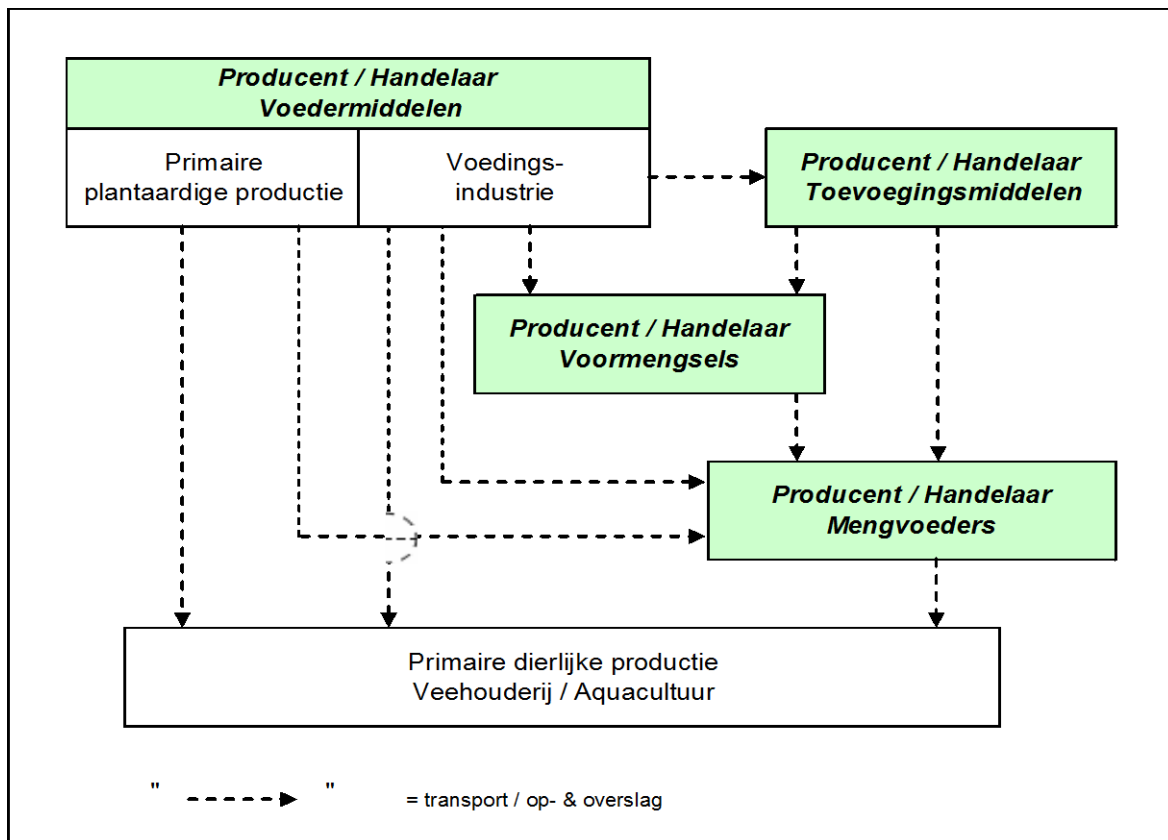 Producent / Handelaar
Voedermiddelen
Primaire
plantaardige productie
Voedings-
industrie
Producent / Handelaar
Toevoegingsmiddelen
Producent / Handelaar
Voormengsels
Producent / Handelaar
Mengvoeders
Primaire dierlijke productie
Veehouderij / Aquacultuur
" " = transport / op- & overslag